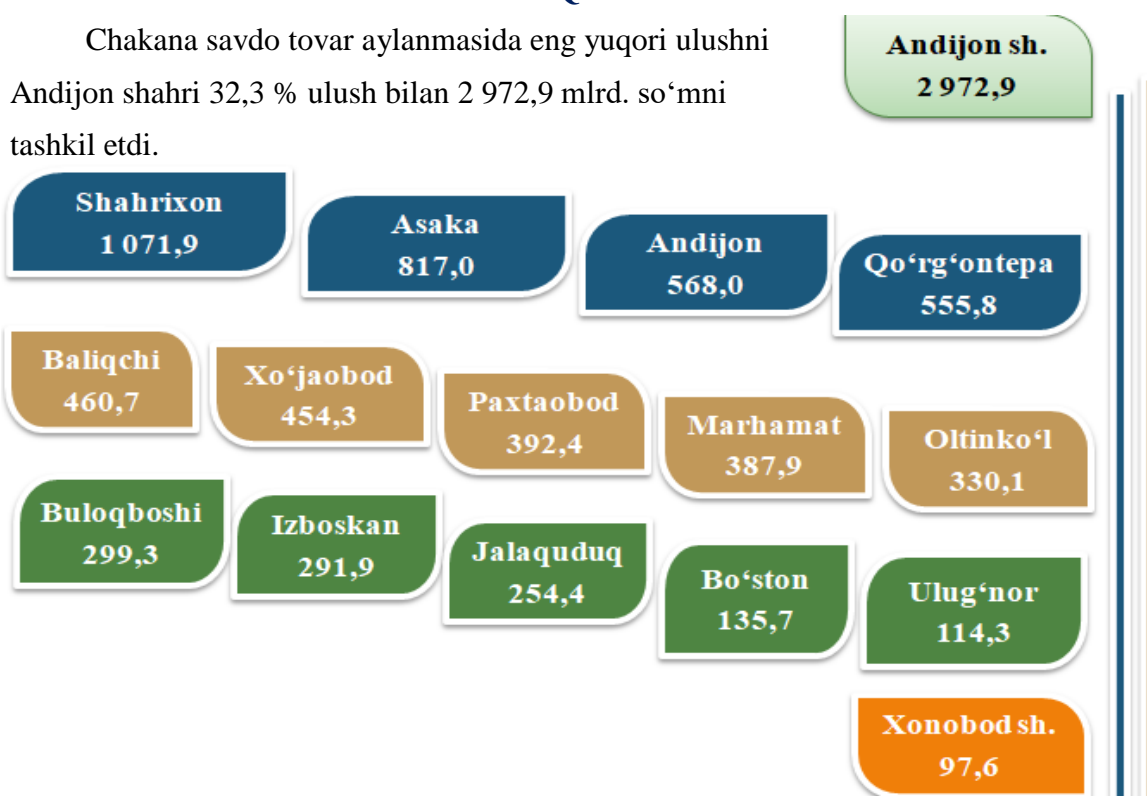 Chakana savdo tovar aylanmasida eng yuqori ulushni
Andijon shahri 32,3 % ulush bilan 2 972,9 mlrd. so‘mni
tashkil etdi.
Andijon sh.
2 972,9
Shahrixon
1 071,9
Asaka
817,0
Andijon
568,0
Qo‘rg‘ontepa
555,8
Baliqchi
460,7
Xo‘jaobod
454,3
Paxtaobod
392,4
Marhamat
387,9
Oltinko‘l
330,1
Buloqboshi
299,3
Izboskan
291,9
Jalaquduq
254,4
Bo‘ston
135,7
Ulug‘nor
114,3
Xonobod sh.
97,6